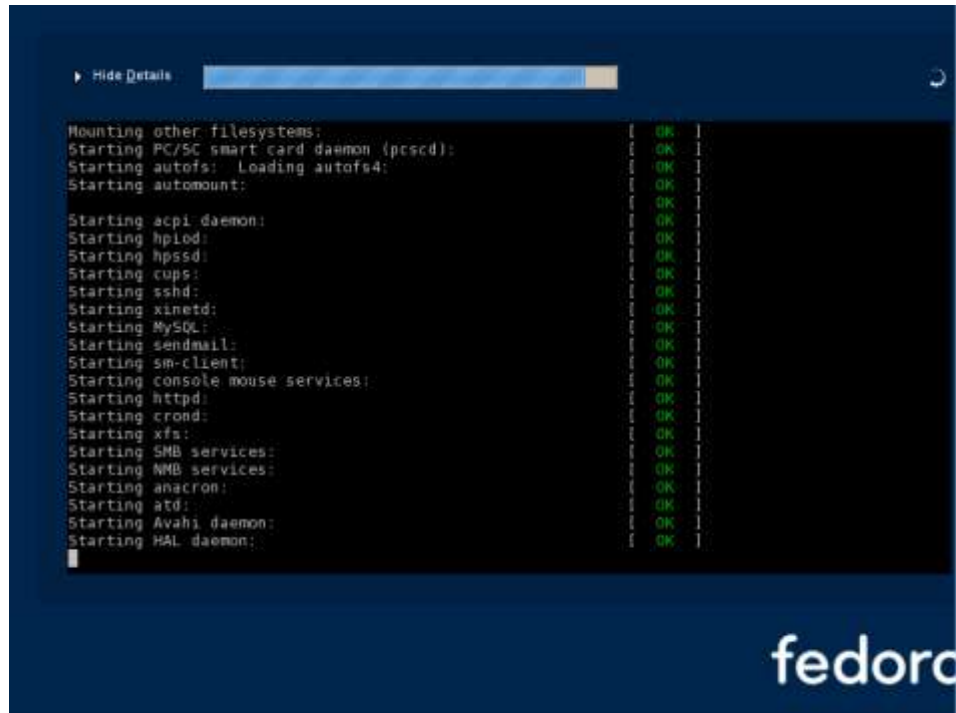 Hide Details
Mounting other filesystems: [ OK ]
Starting PC/SC smart card daemon (pcscd): [ OK ]
Starting autofs: Loading autofs4: [ OK ]
Starting automount: [ OK ]
[ OK ]
Starting acpi daemon: [ OK ]
Starting hpiod: [ OK ]
Starting hpssd: [ OK ]
Starting cups: [ OK ]
Starting sshd: [ OK ]
Starting xinetd: [ OK ]
Starting MySQL: [ OK ]
Starting sendmail: [ OK ]
Starting sm-client: [ OK ]
Starting console mouse services: [ OK ]
Starting httpd: [ OK ]
Starting crond: [ OK ]
Starting xfs: [ OK ]
Starting SMB services: [ OK ]
Starting NMB services: [ OK ]
Starting anacron: [ OK ]
Starting atd: [ OK ]
Starting Avahi daemon: [ OK ]
Starting HAL daemon: [ OK ]
fedora